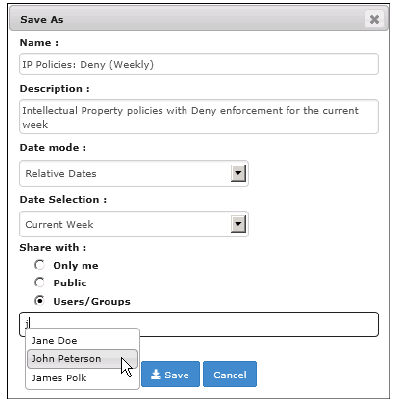 Save As
Name :
IP Policies: Deny (Weekly)
Description :
Intellectual Property policies with Deny enforcement for the current
week
Date mode :
Relative Dates
Date Selection :
Current Week
Share with :
Only me
Public
Users/Groups
j
Jane Doe
John Peterson
James Polk
Save
Cancel